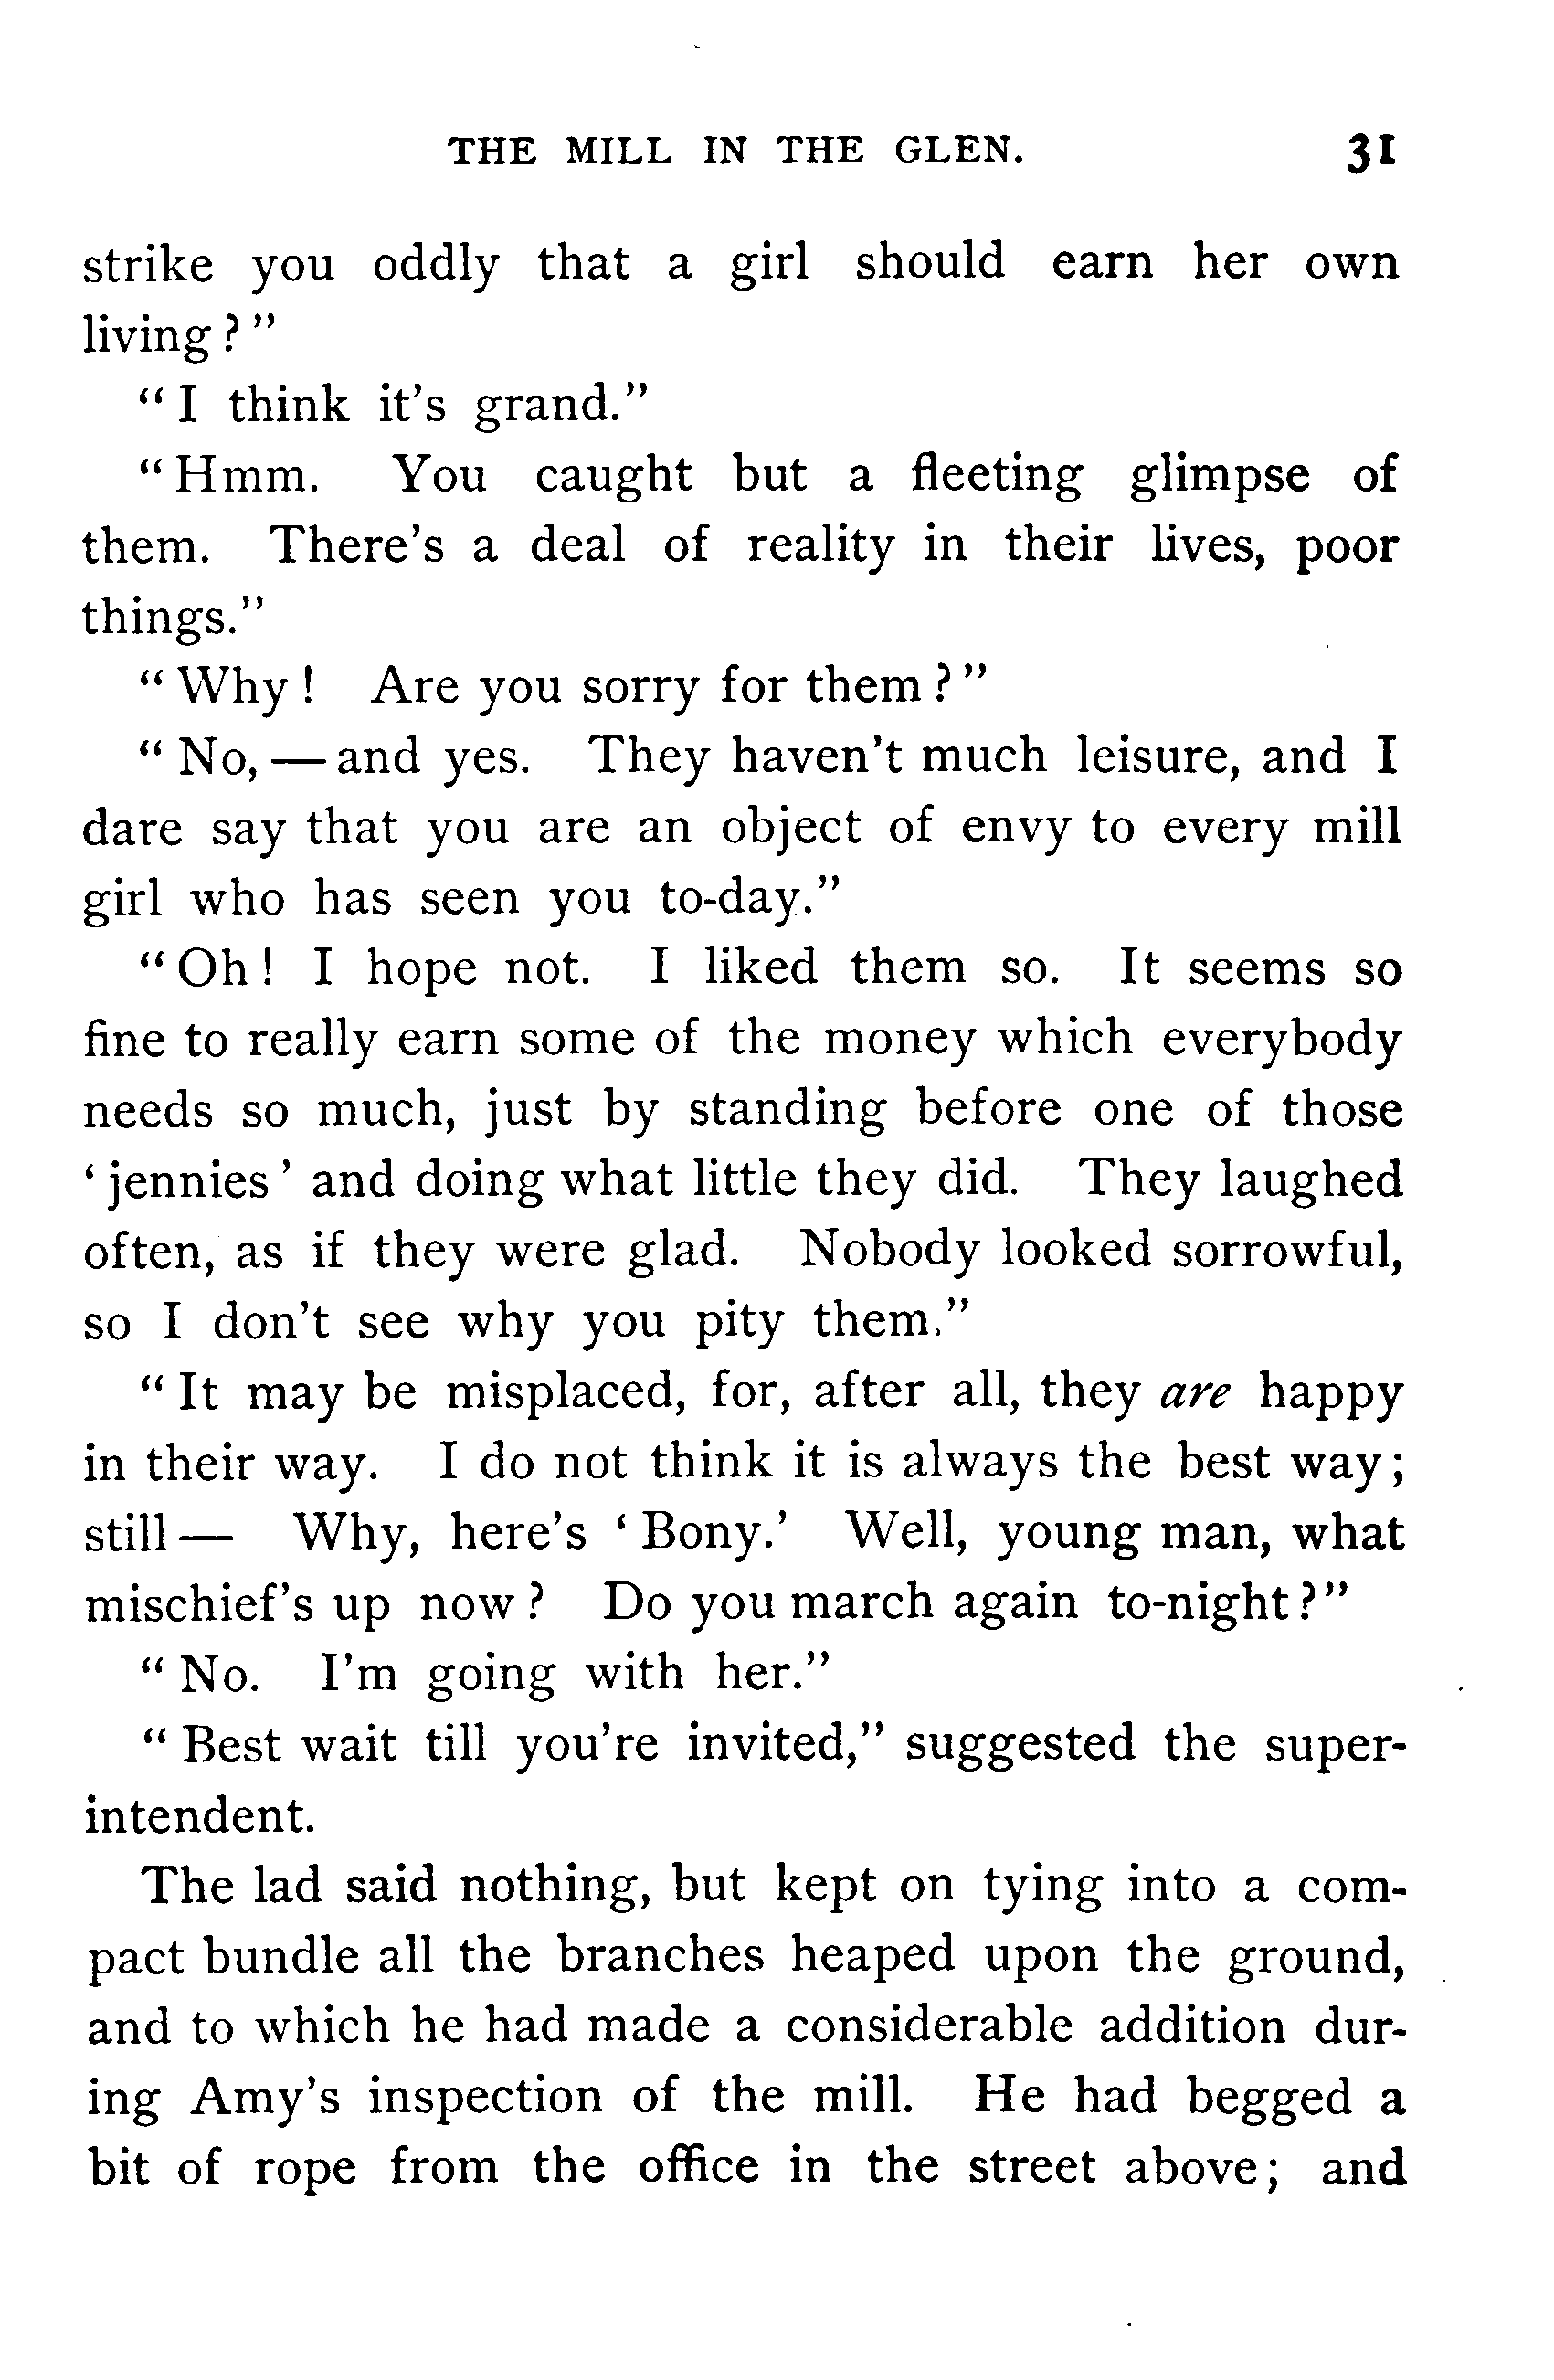 THE MILL IN THE GLEN. 31
strike you oddly that a girl should earn her own
living?”
“I think it’s grand.”
“Hmm. You caught but a fleeting glimpse of
them. There’s a deal of reality in their lives, poor
things.”
“Why! Are you sorry for them?”
“No,—and yes. They haven’t much leisure, and I
dare say that you are an object of envy to every mill
girl who has seen you to-day.”
“Oh! I hope not. I liked them so. It seems so
fine to really earn some of the money which everybody
needs so much, just by standing before one of those
‘jennies’ and doing what little they did. They laughed
often, as if they were glad. Nobody looked sorrowful,
so I don’t see why you pity them.”
“It may be misplaced, for, after all, they are happy
in their way. I do not think it is always the best way;
still— Why, here’s ‘Bony.’ Well, young man, what
mischief’s up now? Do you march again to-night?”
“No. I’m going with her.”
“Best wait till you’re invited,” suggested the super-
intendent.
The lad said nothing, but kept on tying into a com-
pact bundle all the branches heaped upon the ground,
and to which he had made a considerable addition dur-
ing Amy’s inspection of the mill. He had begged a
bit of rope from the office in the street above; and